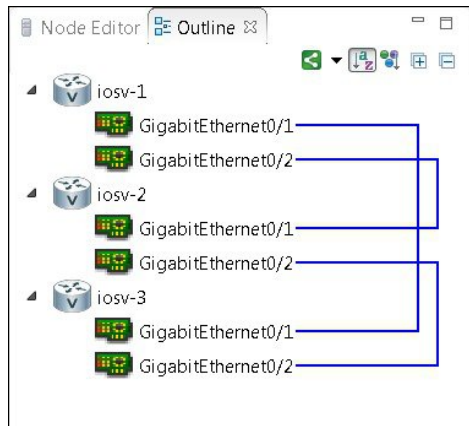 Node Editor Outline
iosv-1
GigabitEthernet0/1
GigabitEthernet0/2
iosv-2
GigabitEthernet0/1
GigabitEthernet0/2
iosv-3
GigabitEthernet0/1
GigabitEthernet0/2